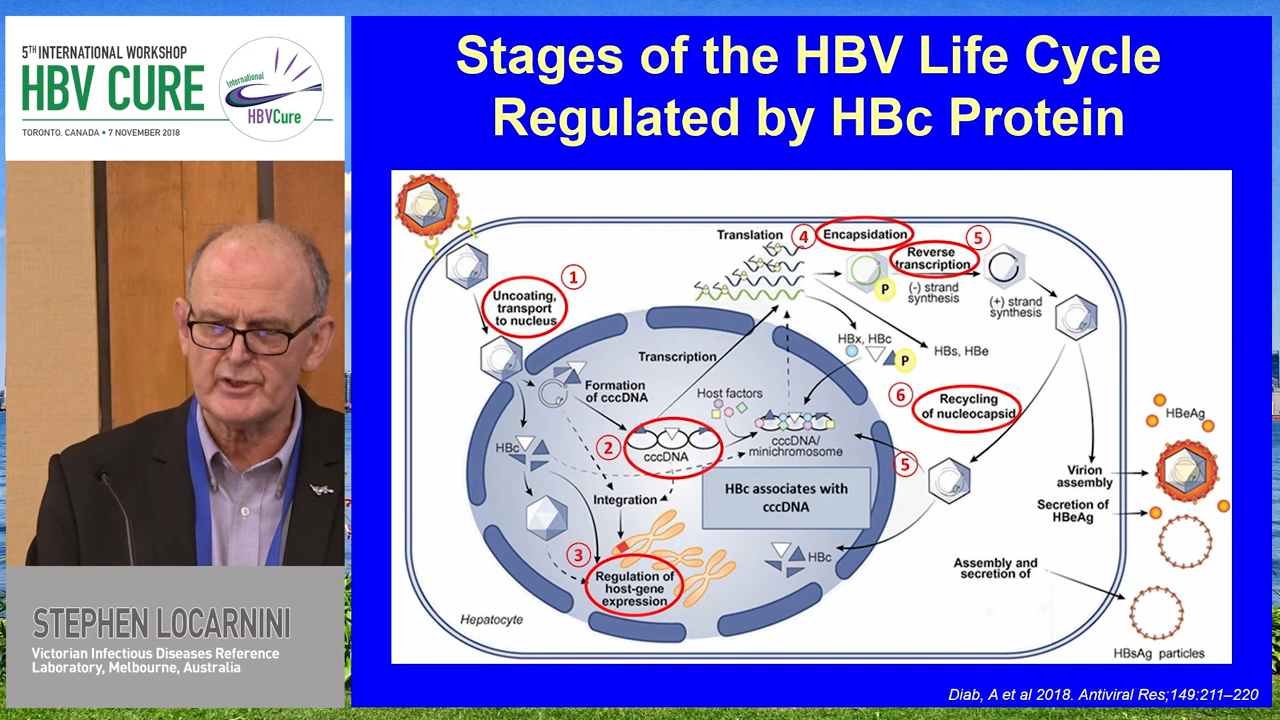 5TH INTERNATIONAL WORKSHOP
HBV CURE
TORONTO. CANADA • 7 NOVEMBER 2018
International
HBVCure
STEPHEN LOCARNINI
Victorian Infectious Diseases Reference
Laboratory, Melbourne, Australia
Stages of the HBV Life Cycle
Regulated by HBc Protein
Translation
4
Encapsidation
5
Reverse
transcription
P
(-) strand
synthesis
(+) strand
synthesis
1
Uncoating,
transport
to nucleus
HBx, HBc
P
HBs, HBe
Transcription
Formation
of cccDNA
Host factors
6
Recycling
of nucleocapsid
HBeAg
2
cccDNA
cccDNA/
minichromosome
HBc
5
Virion
assembly
Integration
HBc associates with
cccDNA
Secretion of
HBeAg
3
Regulation of
host-gene
expression
HBc
Assembly and
secretion of
Hepatocyte
HBsAg particles
Diab, A et al 2018. Antiviral Res;149:211–220